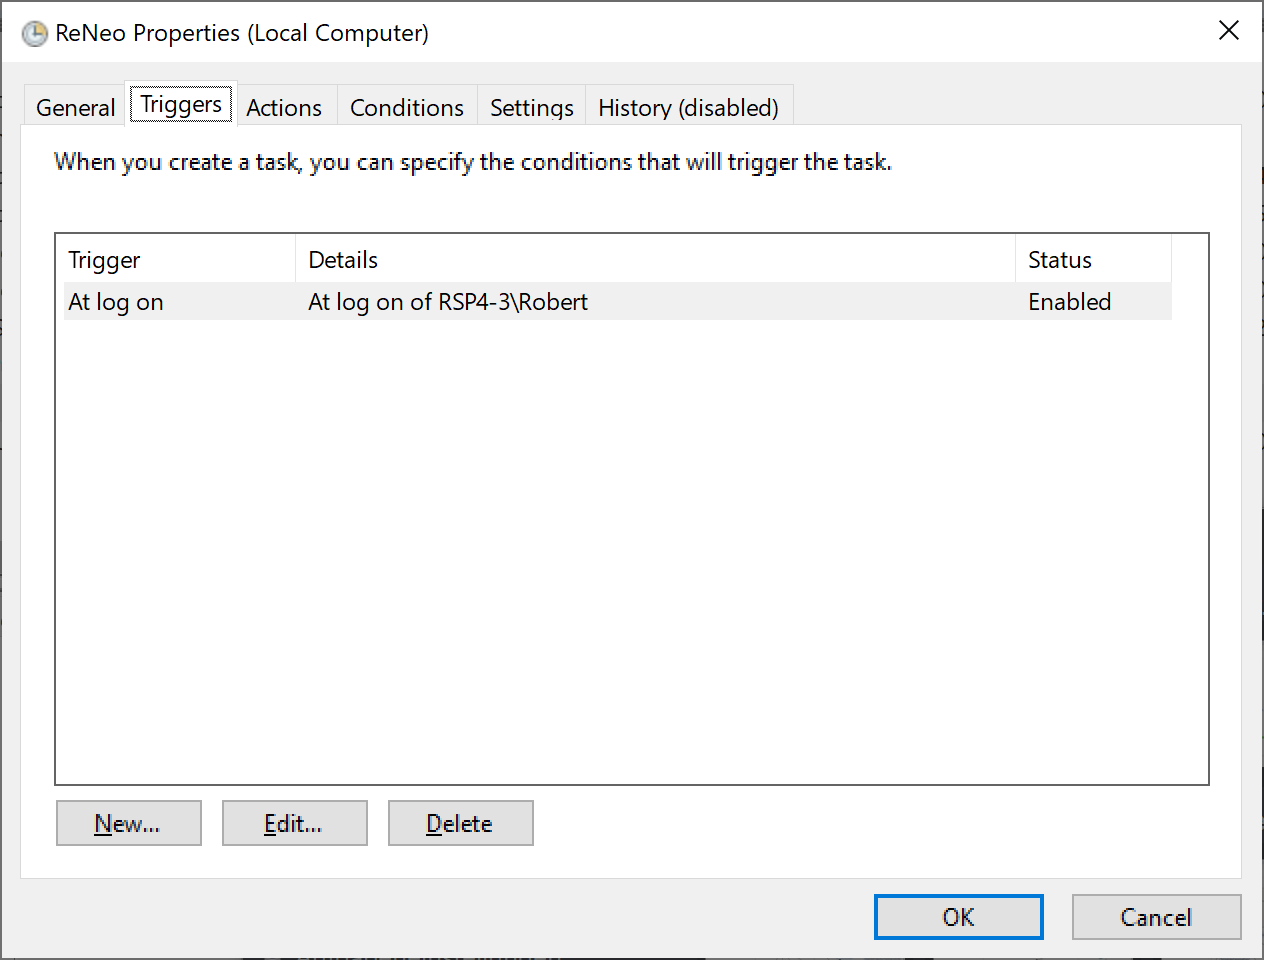 ReNeo Properties (Local Computer)
General Triggers Actions Conditions Settings History (disabled)
When you create a task, you can specify the conditions that will trigger the task.
Trigger Details Status
At log on At log on of RSP4-3\Robert Enabled
New... Edit... Delete
OK Cancel